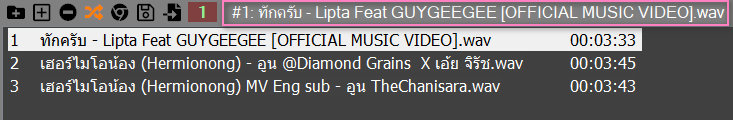 1 #1: ทักครับ - Lipta Feat GUYGEEGEE [OFFICIAL MUSIC VIDEO].wav
1 ทักครับ - Lipta Feat GUYGEEGEE [OFFICIAL MUSIC VIDEO].wav 00:03:33
2 เฮอร์ไมโอน้อง (Hermionong) - อูน @Diamond Grains X เอ้ย จิรัช.wav 00:03:45
3 เฮอร์ไมโอน้อง (Hermionong) MV Eng sub - อูน TheChanisara.wav 00:03:43